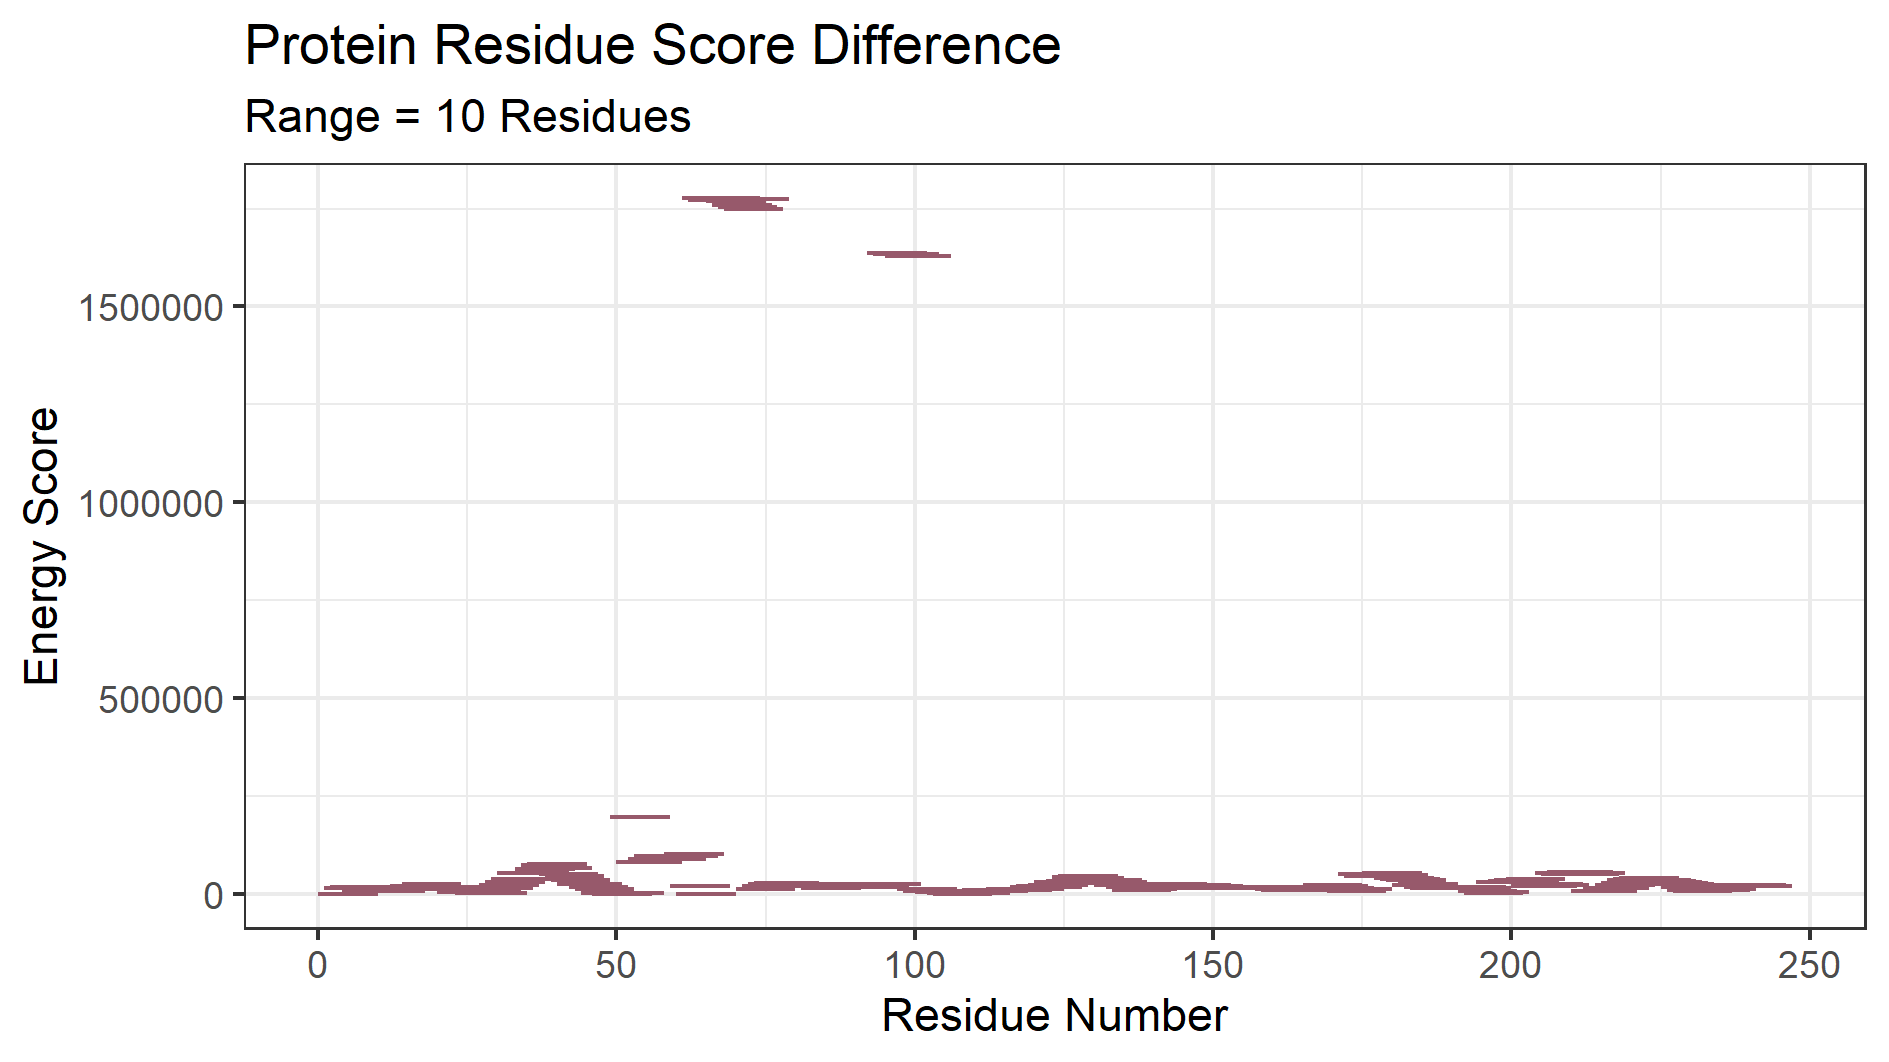 Protein Residue Score Difference
Range = 10 Residues
Energy Score
1500000
1000000
500000
0
0 50 100 150 200 250
Residue Number